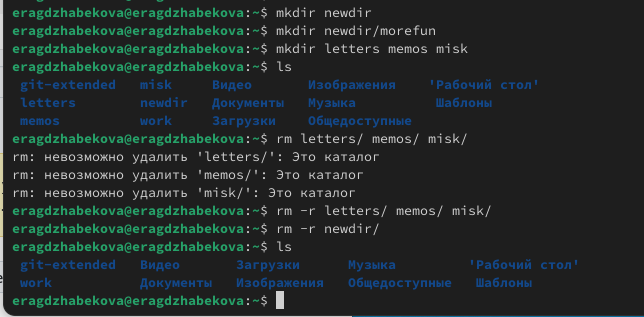 eragdzhabekova@eragdzhabekova:~$ mkdir newdir
eragdzhabekova@eragdzhabekova:~$ mkdir newdir/morefun
eragdzhabekova@eragdzhabekova:~$ mkdir letters memos misk
eragdzhabekova@eragdzhabekova:~$ ls
git-extended misk Видео Изображения 'Рабочий стол'
letters newdir Документы Музыка Шаблоны
memos work Загрузки Общедоступные
eragdzhabekova@eragdzhabekova:~$ rm letters/ memos/ misk/
rm: невозможно удалить 'letters/': Это каталог
rm: невозможно удалить 'memos/': Это каталог
rm: невозможно удалить 'misk/': Это каталог
eragdzhabekova@eragdzhabekova:~$ rm -r letters/ memos/ misk/
eragdzhabekova@eragdzhabekova:~$ rm -r newdir/
eragdzhabekova@eragdzhabekova:~$ ls
git-extended Видео Загрузки Музыка 'Рабочий стол'
work Документы Изображения Общедоступные Шаблоны
eragdzhabekova@eragdzhabekova:~$